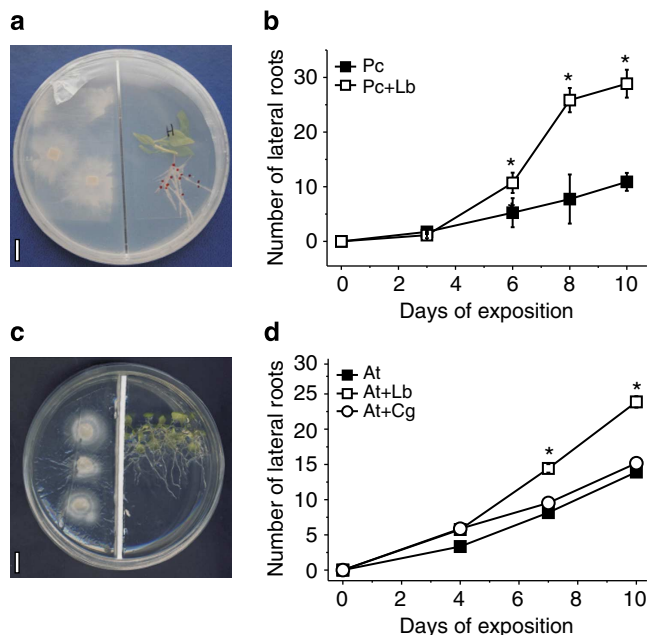 a
b
Number of lateral roots
30
20
10
0
Pc
Pc+Lb
*
*
*
0 2 4 6 8 10
Days of exposition
c
d
Number of lateral roots
30
25
20
15
10
5
0
At
At+Lb
At+Cg
*
*
0 2 4 6 8 10
Days of exposition